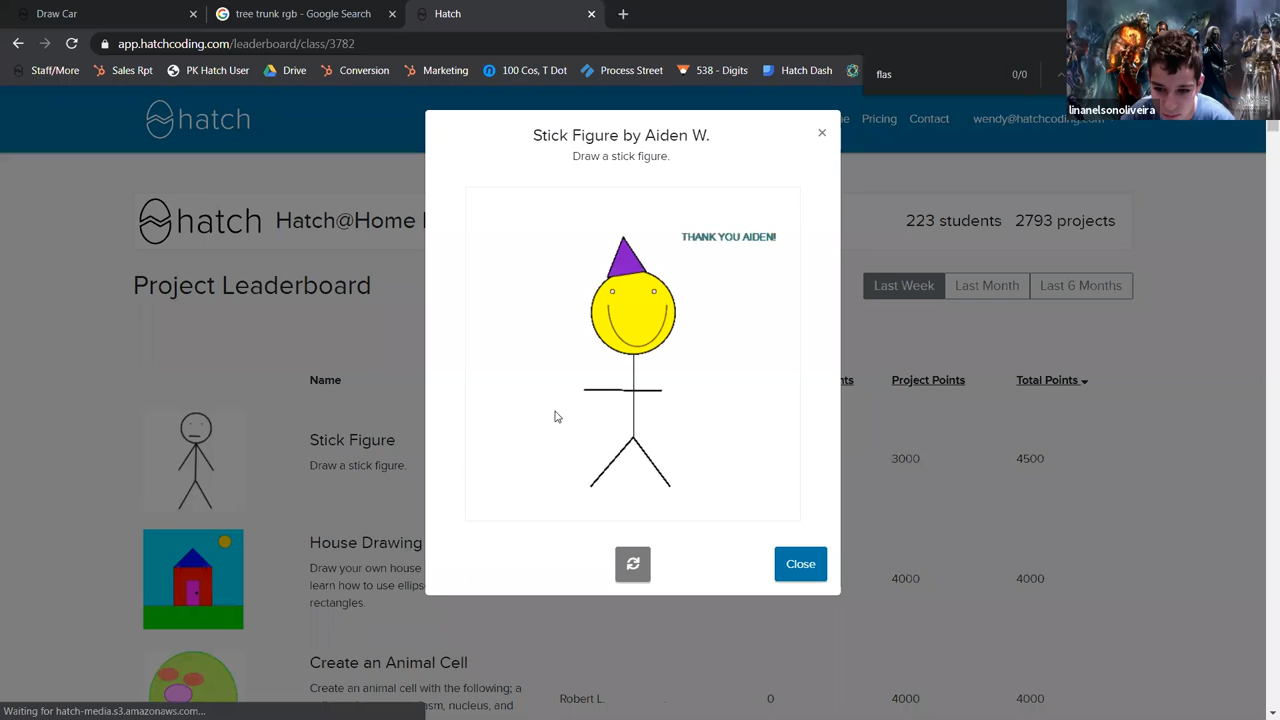 Draw Car
tree trunk rgb - Google Search
Hatch
app.hatchcoding.com/leaderboard/class/3782
Staff/More
Sales Rpt
PK Hatch User
Drive
Conversion
Marketing
100 Cos, T Dot
Process Street
538 - Digits
Hatch Dash
flas
0/0
linanelsonoliveira
hatch
Pricing
Contact
wendy@hatchcoding.com
Stick Figure by Aiden W.
Draw a stick figure.
THANK YOU AIDEN!
Close
hatch
Hatch@Home
223 students
2793 projects
Project Leaderboard
Last Week
Last Month
Last 6 Months
Name
Project Points
Total Points
Stick Figure
Draw a stick figure.
3000
4500
House Drawing
Draw your own house
learn how to use ellip
rectangles.
4000
4000
Create an Animal Cell
Create an animal cell with the following; a
nucleus, and
Robert L.
0
4000
4000
Waiting for hatch-media.s3.amazonaws.com...